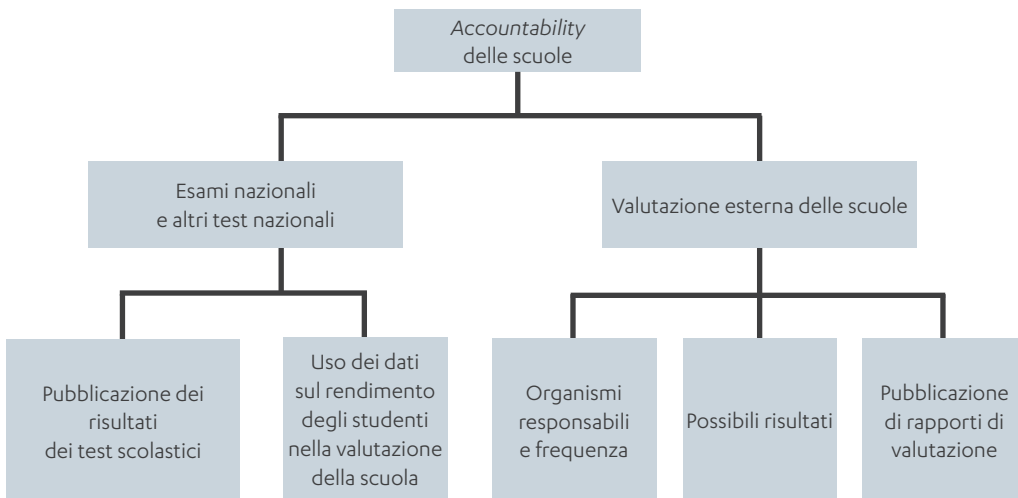 Accountability
delle scuole
Esami nazionali
e altri test nazionali
Valutazione esterna delle scuole
Pubblicazione dei
risultati
dei test scolastici
Uso dei dati
sul rendimento
degli studenti
nella valutazione
della scuola
Organismi
responsabili
e frequenza
Possibili risultati
Pubblicazione
di rapporti di
valutazione